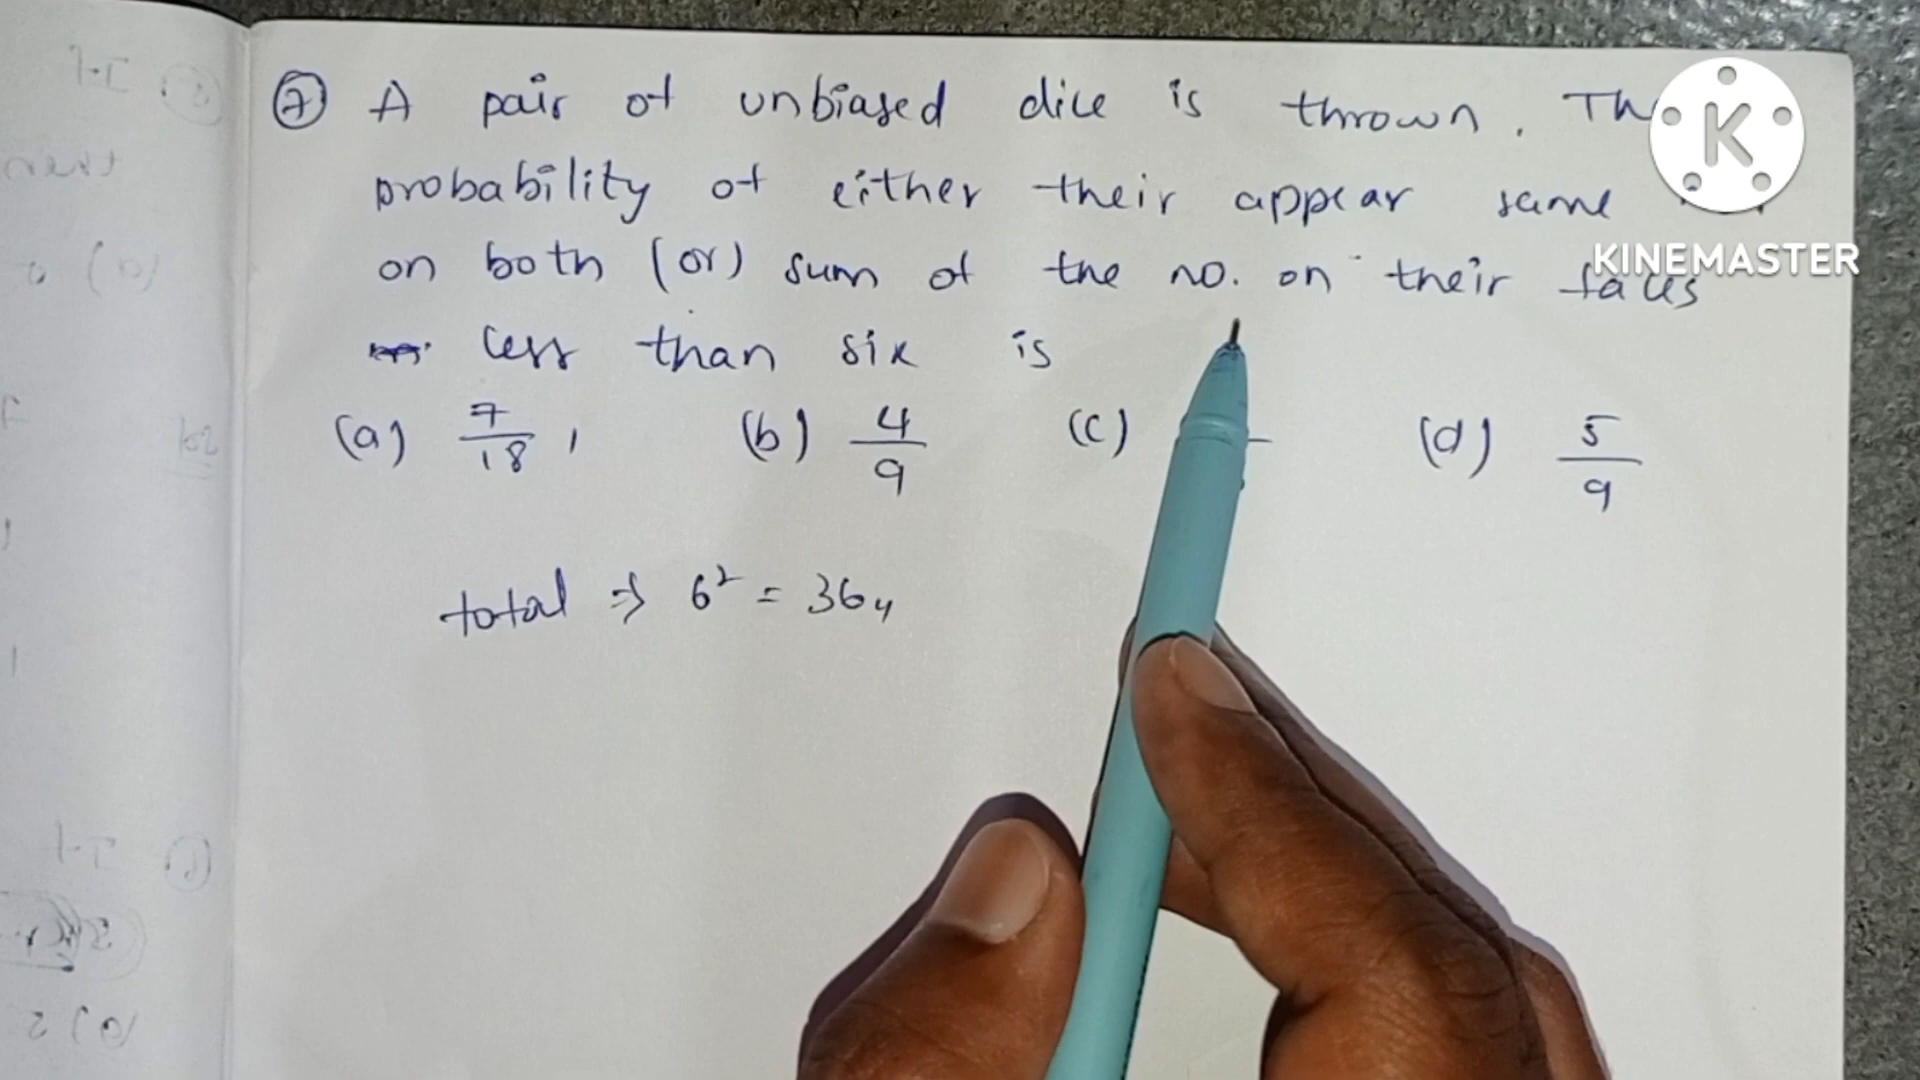 7 A pair of unbiased dice is thrown. The
probability of either their appear same
on both (or) sum of the no. on their faces
less than six is
(a) 7/18, (b) 4/9 (c) (d) 5/9
total ⇒ 6² = 36
K
KINEMASTER